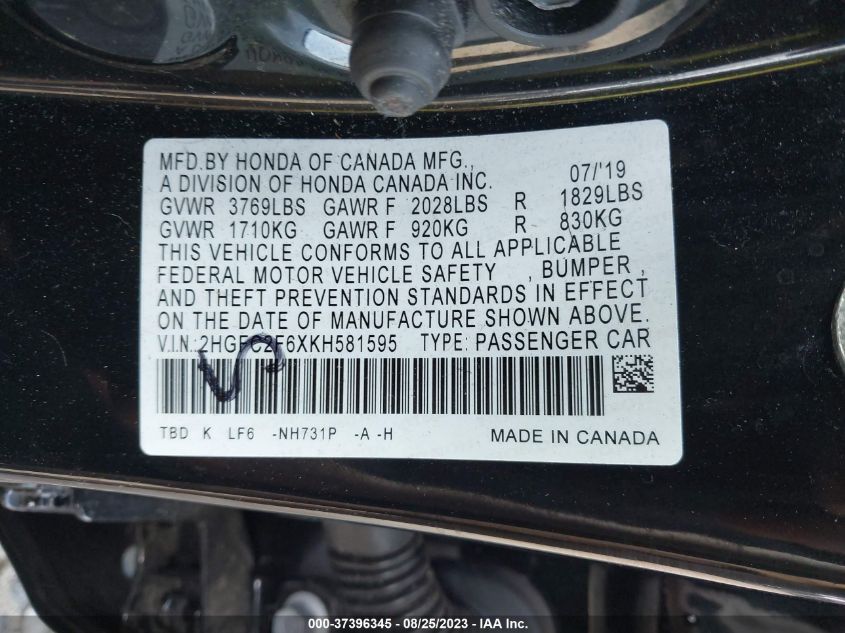 MFD.BY HONDA OF CANADA MFG.,
A DIVISION OF HONDA CANADA INC. 07/'19
GVWR 3769LBS GAWR F 2028LBS R 1829LBS
GVWR 1710KG GAWR F 920KG R 830KG
THIS VEHICLE CONFORMS TO ALL APPLICABLE
FEDERAL MOTOR VEHICLE SAFETY , BUMPER ,
AND THEFT PREVENTION STANDARDS IN EFFECT
ON THE DATE OF MANUFACTURE SHOWN ABOVE.
V.I.N.:2HGFC2F6XKH581595 TYPE: PASSENGER CAR
TBD K LF6 -NH731P -A -H MADE IN CANADA
000-37396345 / 08/25/2023 - IAA Inc.